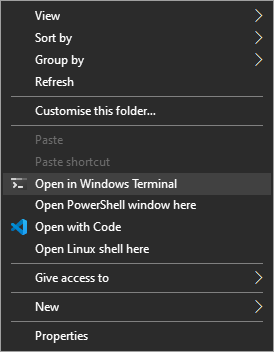 View
Sort by
Group by
Refresh
Customise this folder...
Paste
Paste shortcut
Open in Windows Terminal
Open PowerShell window here
Open with Code
Open Linux shell here
Give access to
New
Properties